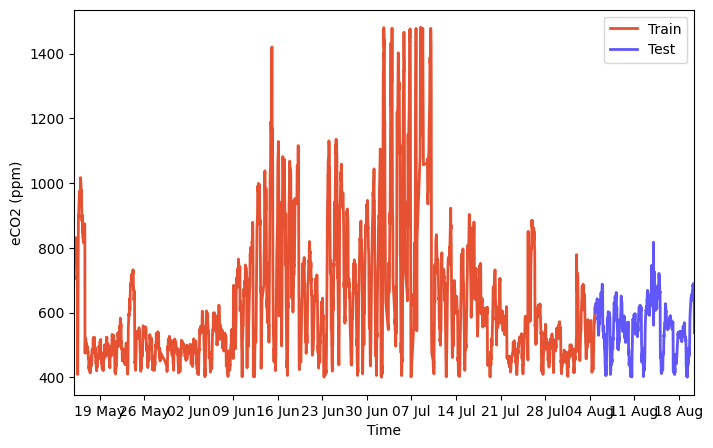 Train
Test
eCO2 (ppm)
1400
1200
1000
800
600
400
19 May 26 May 02 Jun 09 Jun 16 Jun 23 Jun 30 Jun 07 Jul 14 Jul 21 Jul 28 Jul 04 Aug 11 Aug 18 Aug
Time